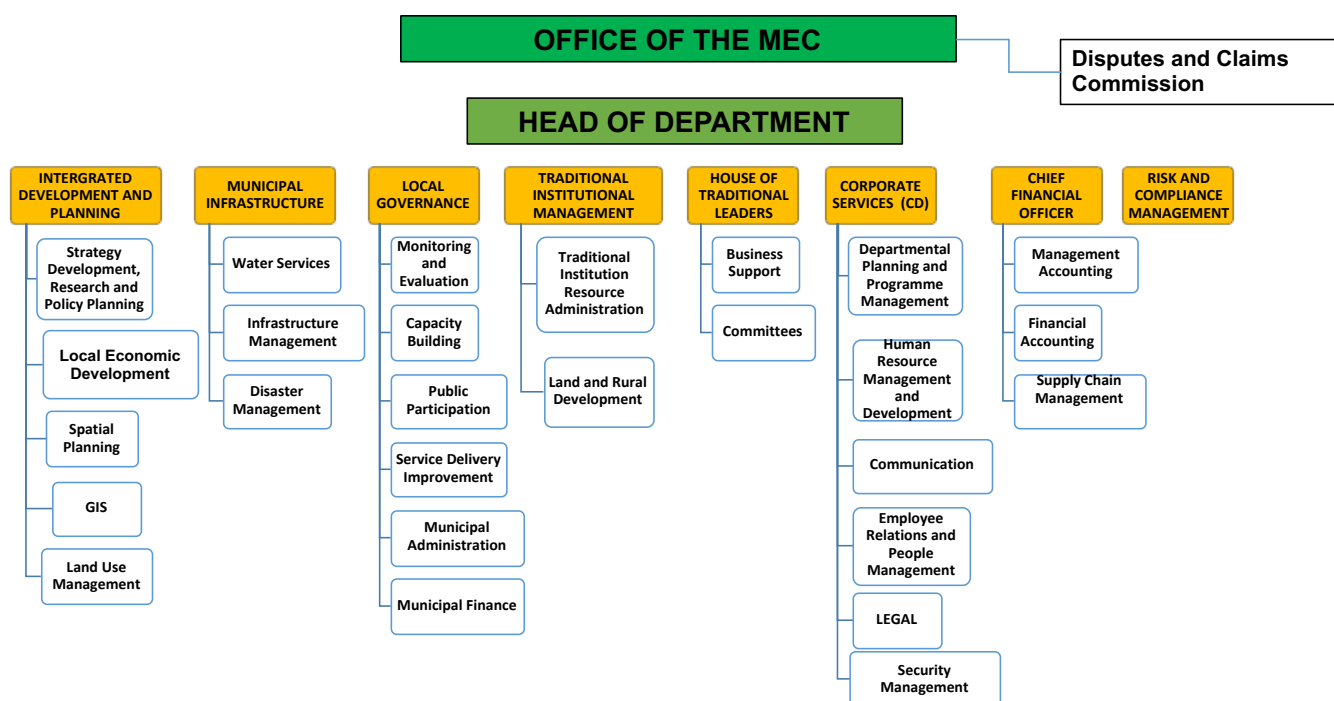 OFFICE OF THE MEC
Disputes and Claims
Commission
HEAD OF DEPARTMENT
INTERGRATED
DEVELOPMENT AND
PLANNING
Strategy
Development,
Research and
Policy Planning
Local Economic
Development
Spatial
Planning
GIS
Land Use
Management
MUNICIPAL
INFRASTRUCTURE
Water Services
Infrastructure
Management
Disaster
Management
LOCAL
GOVERNANCE
Monitoring
and
Evaluation
Capacity
Building
Public
Participation
Service Delivery
Improvement
Municipal
Administration
Municipal Finance
TRADITIONAL
INSTITUTIONAL
MANAGEMENT
Traditional
Institution
Resource
Administration
Land and Rural
Development
HOUSE OF
TRADITIONAL
LEADERS
Business
Support
Committees
CORPORATE
SERVICES (CD)
Departmental
Planning and
Programme
Management
Human
Resource
Management
and
Development
Communication
Employee
Relations and
People
Management
LEGAL
Security
Management
CHIEF
FINANCIAL
OFFICER
Management
Accounting
Financial
Accounting
Supply Chain
Management
RISK AND
COMPLIANCE
MANAGEMENT